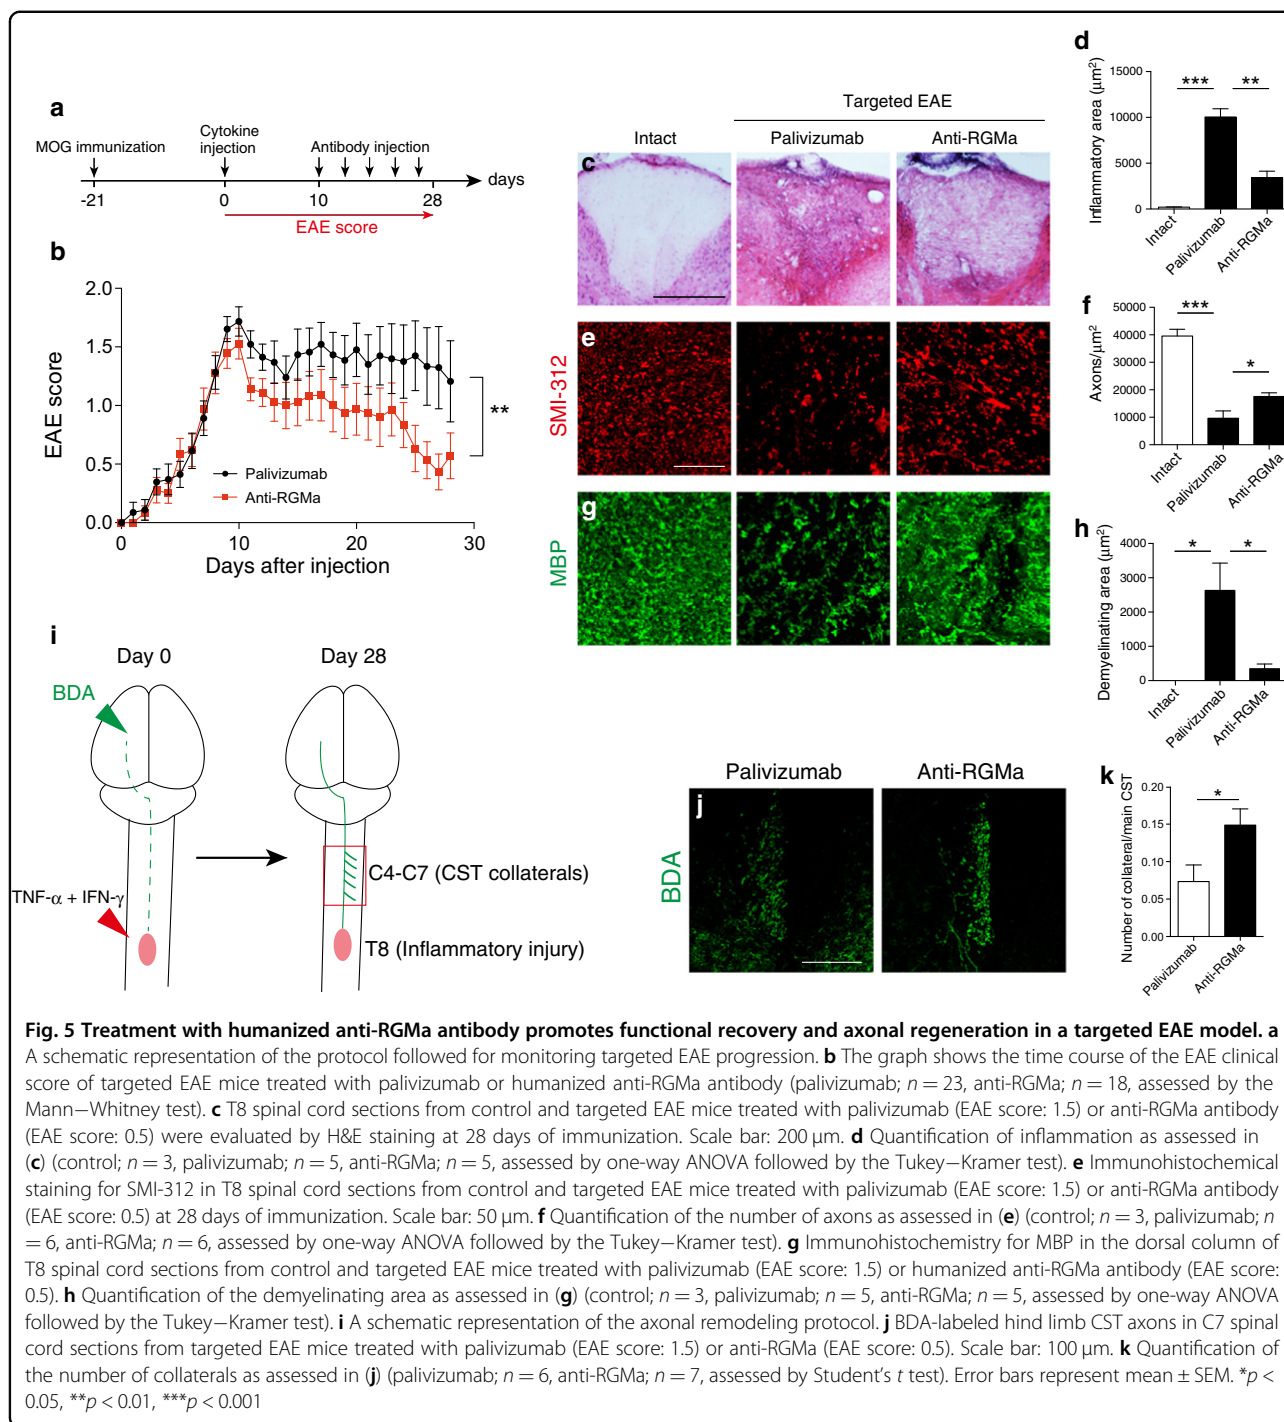 a
MOG immunization
Cytokine
injection
Antibody injection
days
-21
0
10
28
EAE score
b
2.0
1.5
1.0
0.5
0.0
EAE score
Palivizumab
Anti-RGMa
0
10
20
30
Days after injection
**
Targeted EAE
Intact
Palivizumab
Anti-RGMa
c
e
SMI-312
g
MBP
d
Inflammatory area (μm²)
15000
10000
5000
0
***
**
Intact
Palivizumab
Anti-RGMa
f
Axons/μm²
50000
40000
30000
20000
10000
0
***
*
Intact
Palivizumab
Anti-RGMa
h
Demyelinating area (μm²)
4000
3000
2000
1000
0
*
*
Intact
Palivizumab
Anti-RGMa
i
Day 0
Day 28
BDA
TNF-α + IFN-γ
C4-C7 (CST collaterals)
T8 (Inflammatory injury)
Palivizumab
Anti-RGMa
j
BDA
k
Number of collateral/main CST
0.20
0.15
0.10
0.05
0.00
*
Palivizumab
Anti-RGMa
Fig. 5 Treatment with humanized anti-RGMa antibody promotes functional recovery and axonal regeneration in a targeted EAE model. a
A schematic representation of the protocol followed for monitoring targeted EAE progression. b The graph shows the time course of the EAE clinical
score of targeted EAE mice treated with palivizumab or humanized anti-RGMa antibody (palivizumab; n = 23, anti-RGMa; n = 18, assessed by the
Mann−Whitney test). c T8 spinal cord sections from control and targeted EAE mice treated with palivizumab (EAE score: 1.5) or anti-RGMa antibody
(EAE score: 0.5) were evaluated by H&E staining at 28 days of immunization. Scale bar: 200 μm. d Quantification of inflammation as assessed in
(c) (control; n = 3, palivizumab; n = 5, anti-RGMa; n = 5, assessed by one-way ANOVA followed by the Tukey−Kramer test). e Immunohistochemical
staining for SMI-312 in T8 spinal cord sections from control and targeted EAE mice treated with palivizumab (EAE score: 1.5) or anti-RGMa antibody
(EAE score: 0.5) at 28 days of immunization. Scale bar: 50 μm. f Quantification of the number of axons as assessed in (e) (control; n = 3, palivizumab; n
= 6, anti-RGMa; n = 6, assessed by one-way ANOVA followed by the Tukey−Kramer test). g Immunohistochemistry for MBP in the dorsal column of
T8 spinal cord sections from control and targeted EAE mice treated with palivizumab (EAE score: 1.5) or humanized anti-RGMa antibody (EAE score:
0.5). h Quantification of the demyelinating area as assessed in (g) (control; n = 3, palivizumab; n = 5, anti-RGMa; n = 5, assessed by one-way ANOVA
followed by the Tukey−Kramer test). i A schematic representation of the axonal remodeling protocol. j BDA-labeled hind limb CST axons in C7 spinal
cord sections from targeted EAE mice treated with palivizumab (EAE score: 1.5) or anti-RGMa (EAE score: 0.5). Scale bar: 100 μm. k Quantification of
the number of collaterals as assessed in (j) (palivizumab; n = 6, anti-RGMa; n = 7, assessed by Student's t test). Error bars represent mean ± SEM. *p <
0.05, **p < 0.01, ***p < 0.001